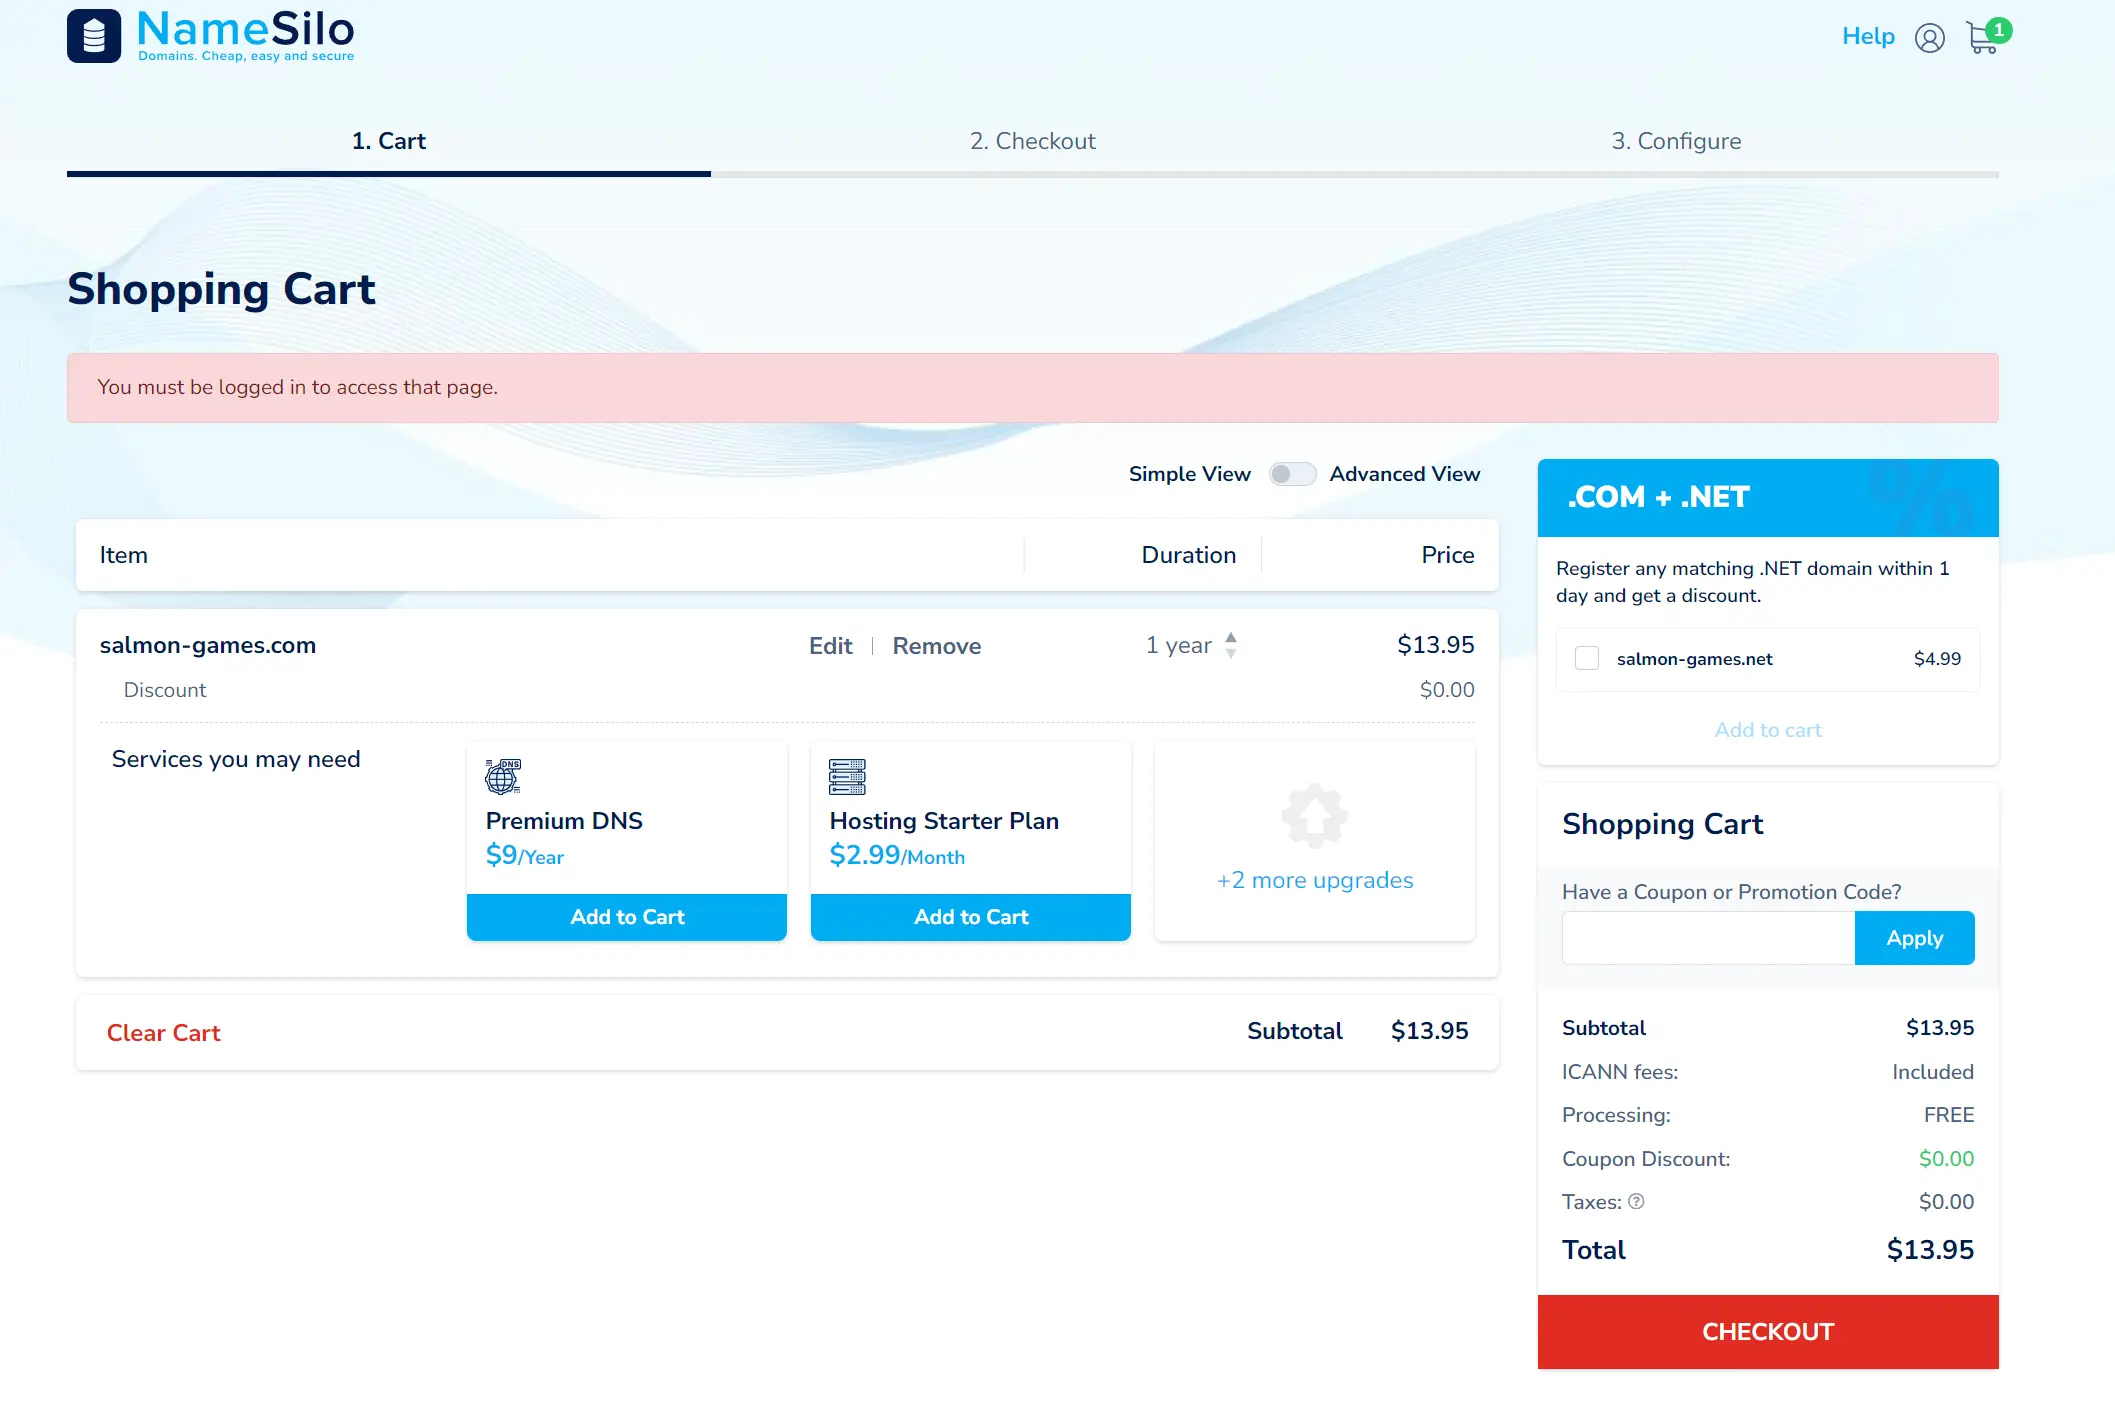 NameSilo
Domains. Cheap, easy and secure
Help
1
1. Cart
2. Checkout
3. Configure
Shopping Cart
You must be logged in to access that page.
Simple View
Advanced View
Item
Duration
Price
salmon-games.com
Edit
Remove
1 year
$13.95
Discount
$0.00
Services you may need
DNS
Premium DNS
$9/Year
Add to Cart
Hosting Starter Plan
$2.99/Month
Add to Cart
+2 more upgrades
Clear Cart
Subtotal
$13.95
.COM + .NET
%
Register any matching .NET domain within 1
day and get a discount.
salmon-games.net
$4.99
Add to cart
Shopping Cart
Have a Coupon or Promotion Code?
Apply
Subtotal
$13.95
ICANN fees:
Included
Processing:
FREE
Coupon Discount:
$0.00
Taxes: ?
$0.00
Total
$13.95
CHECKOUT